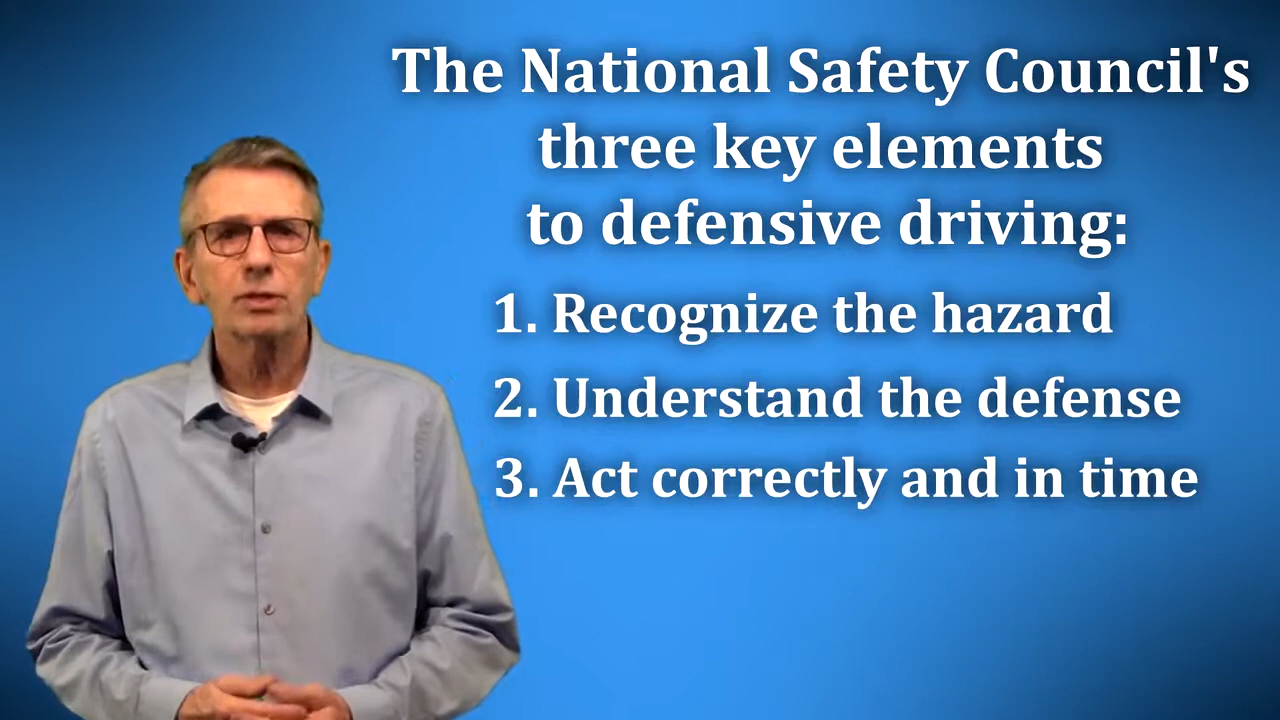 The National Safety Council's
three key elements
to defensive driving:
1. Recognize the hazard
2. Understand the defense
3. Act correctly and in time